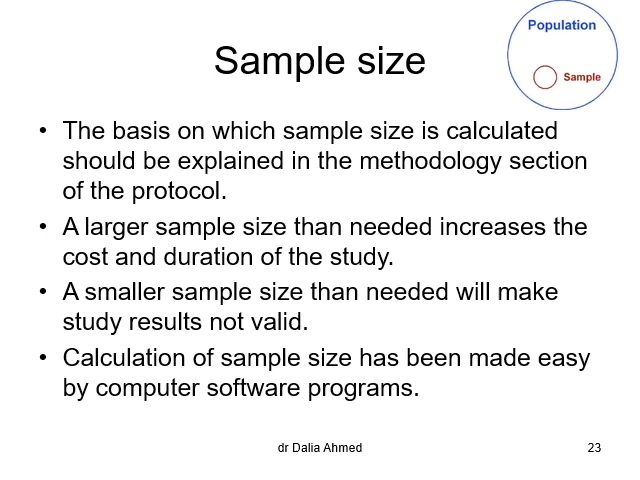 Population
Sample
Sample size
• The basis on which sample size is calculated
should be explained in the methodology section
of the protocol.
• A larger sample size than needed increases the
cost and duration of the study.
• A smaller sample size than needed will make
study results not valid.
• Calculation of sample size has been made easy
by computer software programs.
dr Dalia Ahmed
23